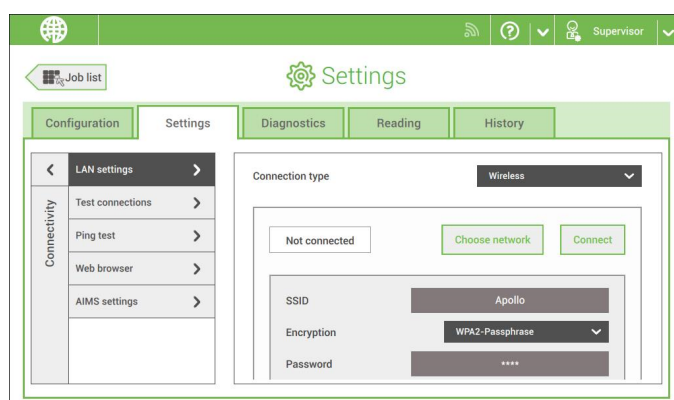 Supervisor
Job list
Settings
Configuration
Settings
Diagnostics
Reading
History
Connectivity
LAN settings
Test connections
Ping test
Web browser
AIMS settings
Connection type
Wireless
Not connected
Choose network
Connect
SSID
Apollo
Encryption
WPA2-Passphrase
Password
****